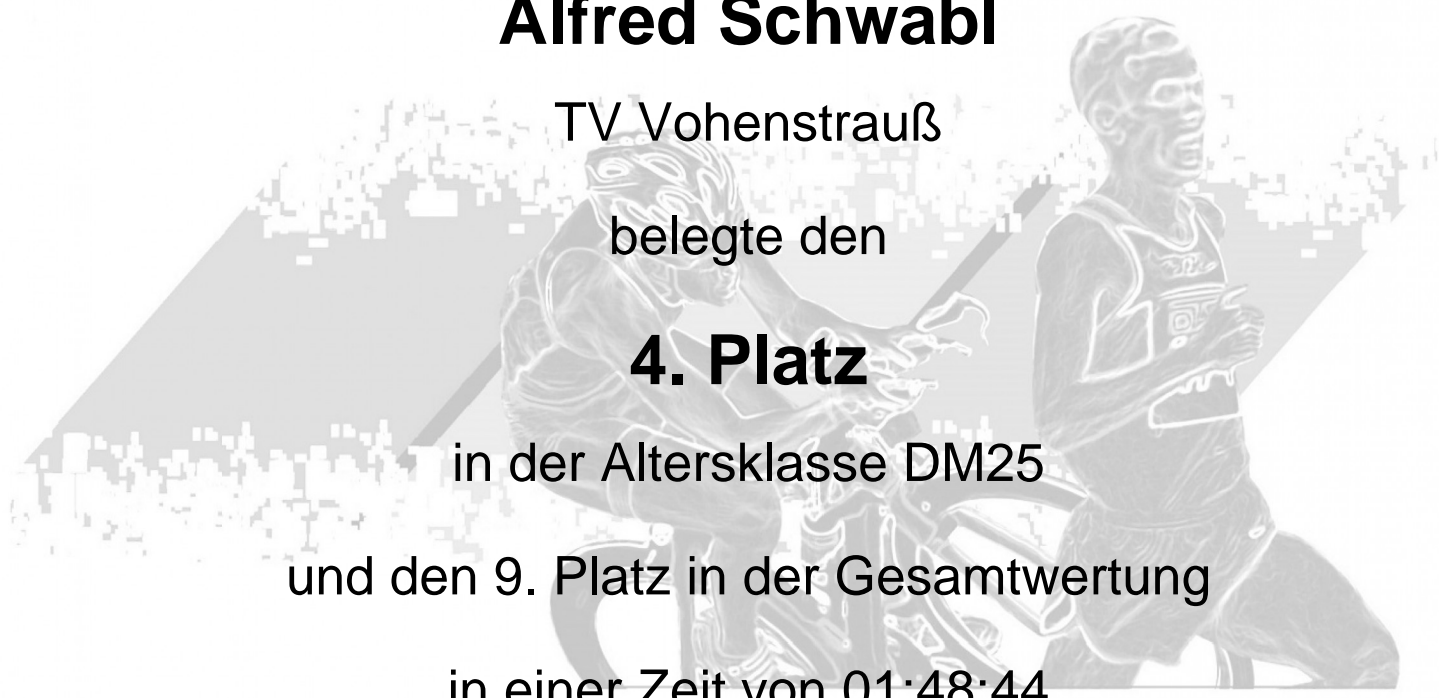 Alfred Schwabl
TV Vohenstrauß
belegte den
4. Platz
in der Altersklasse DM25
und den 9. Platz in der Gesamtwertung
in einer Zeit von 01:48:44